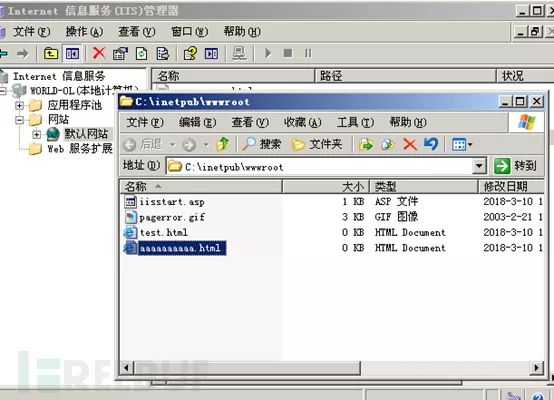 Internet 信息服务(IIS)管理器
文件(F) 操作(A) 查看(V) 窗口(W) 帮助(H)
Internet 信息服务
WORLD-OL(本地计算机)
应用程序池
网站
默认网站
Web 服务扩展
名称 路径 状况
C:\inetpub\wwwroot
文件(F) 编辑(E) 查看(V) 收藏(A) 工具(T) 帮助(H)
后退 搜索 文件夹
地址(D) C:\inetpub\wwwroot 转到
名称 大小 类型 修改日期
iisstart.asp 1 KB ASP 文件 2018-3-10 1
pagerror.gif 3 KB GIF 图像 2003-2-21 1
test.html 0 KB HTML Document 2018-3-10 1
aaaaaaaaaa.html 0 KB HTML Document 2018-3-10 1
FREEBUF